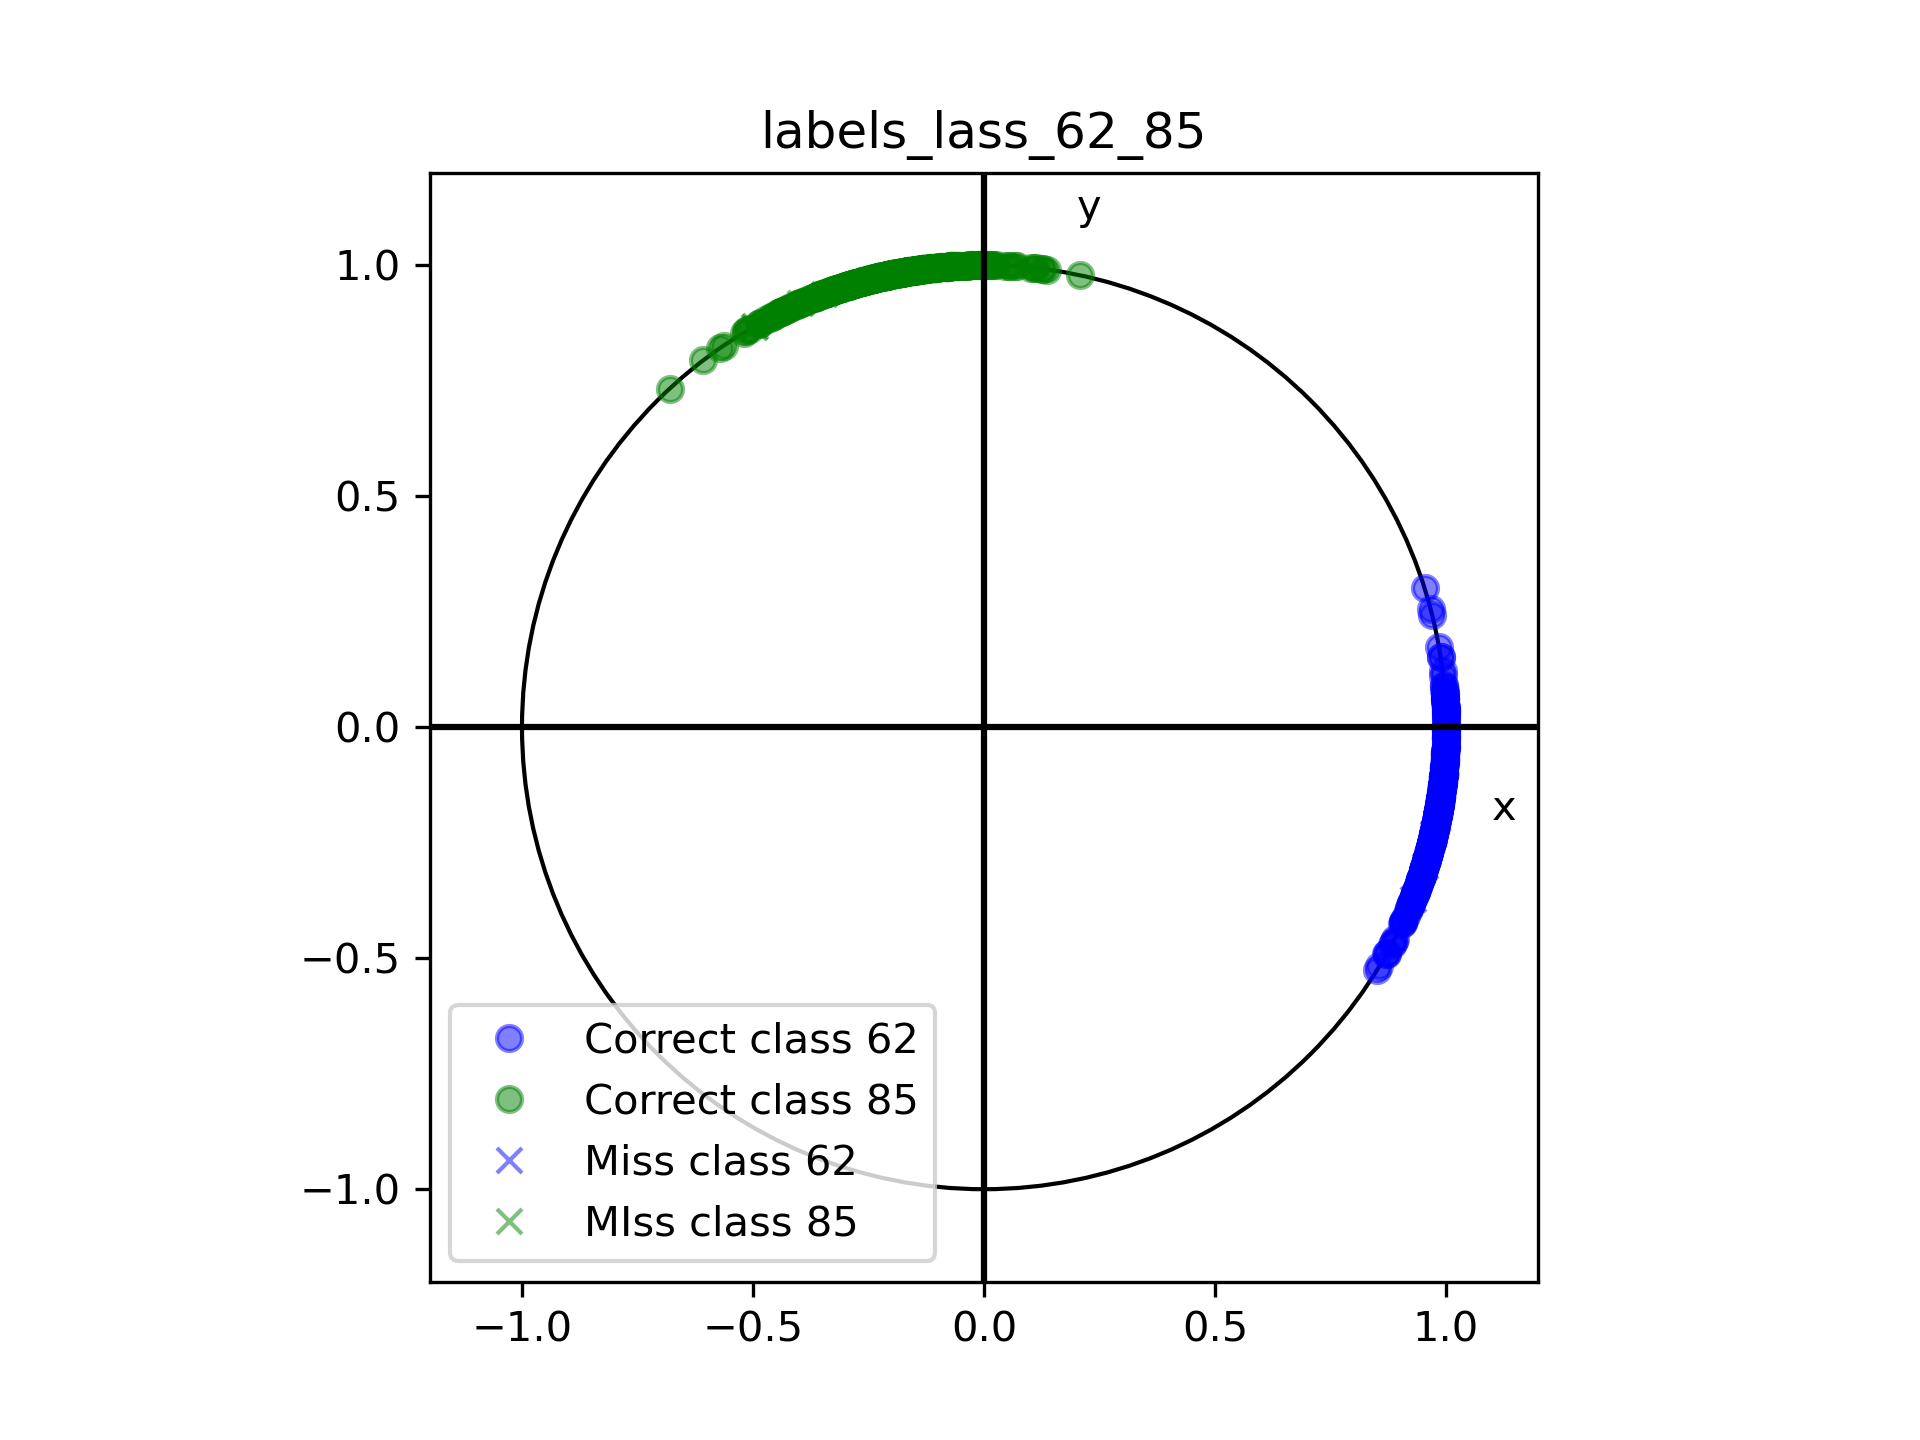 labels_lass_62_85
y
1.0
0.5
0.0
−0.5
−1.0
x
Correct class 62
Correct class 85
Miss class 62
MIss class 85
−1.0 −0.5 0.0 0.5 1.0